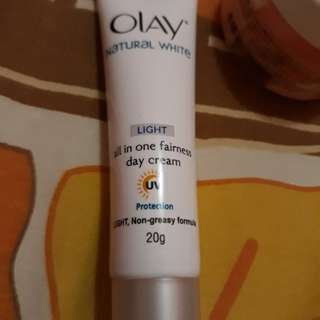 OLAY
NATURAL WHITE
LIGHT
all in one fairness
day cream
UV
Protection
LIGHT, Non-greasy formula
20g